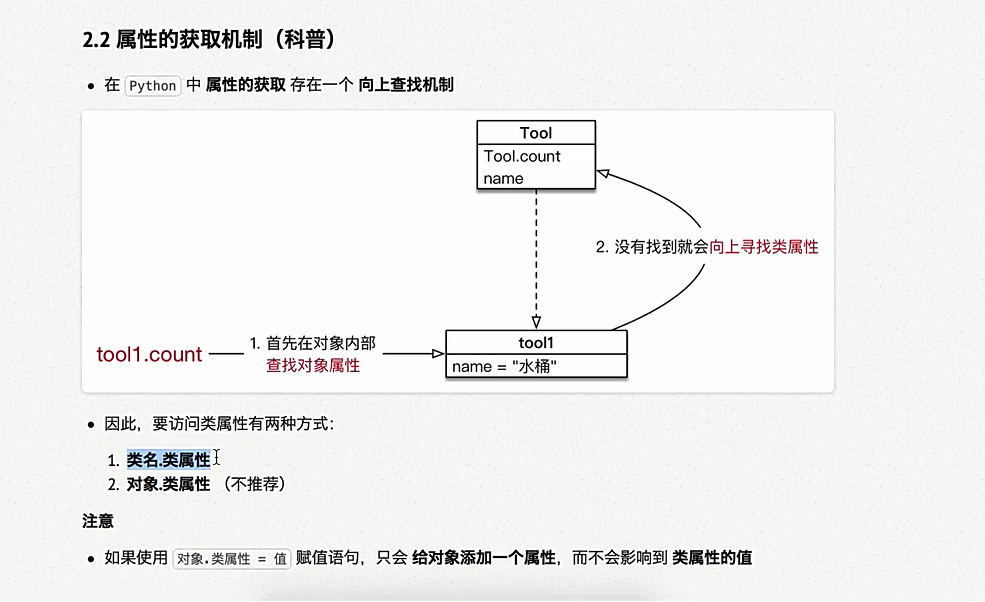 2.2 属性的获取机制（科普）
在 Python 中 属性的获取 存在一个 向上查找机制
Tool
Tool.count
name
2. 没有找到就会向上寻找类属性
tool1.count
1. 首先在对象内部
查找对象属性
tool1
name = "水桶"
因此，要访问类属性有两种方式：
1. 类名.类属性
2. 对象.类属性 （不推荐）
注意
如果使用 对象.类属性 = 值 赋值语句，只会 给对象添加一个属性，而不会影响到 类属性的值